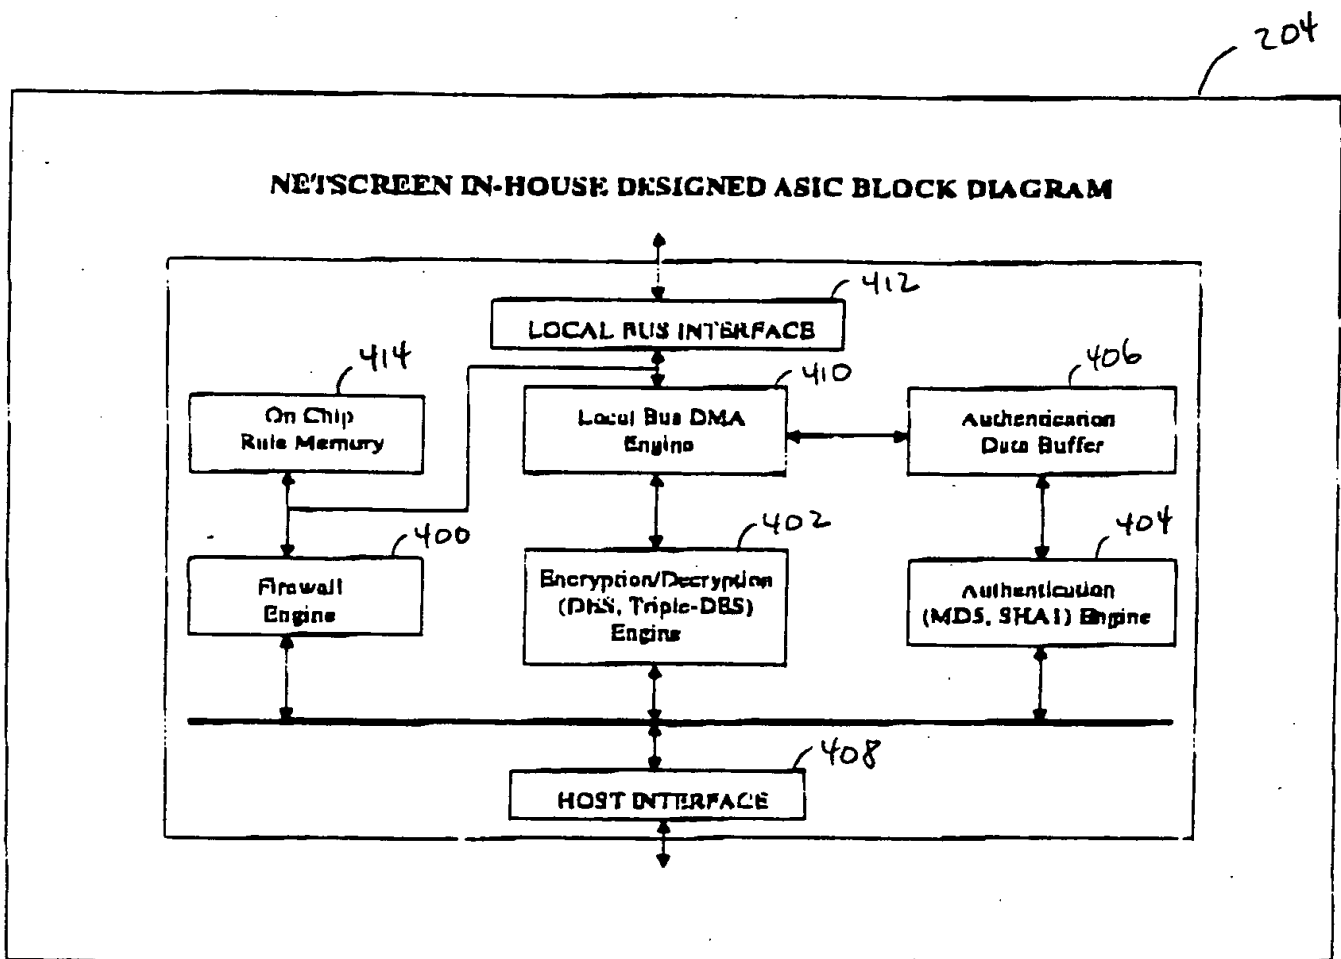 204
NETSCREEN IN-HOUSE DESIGNED ASIC BLOCK DIAGRAM
412
LOCAL BUS INTERFACE
414
410
406
On Chip
Rule Memory
Local Bus DMA
Engine
Authentication
Data Buffer
400
402
404
Firewall
Engine
Encryption/Decryption
(DES, Triple-DES)
Engine
Authentication
(MD5, SHA1) Engine
408
HOST INTERFACE